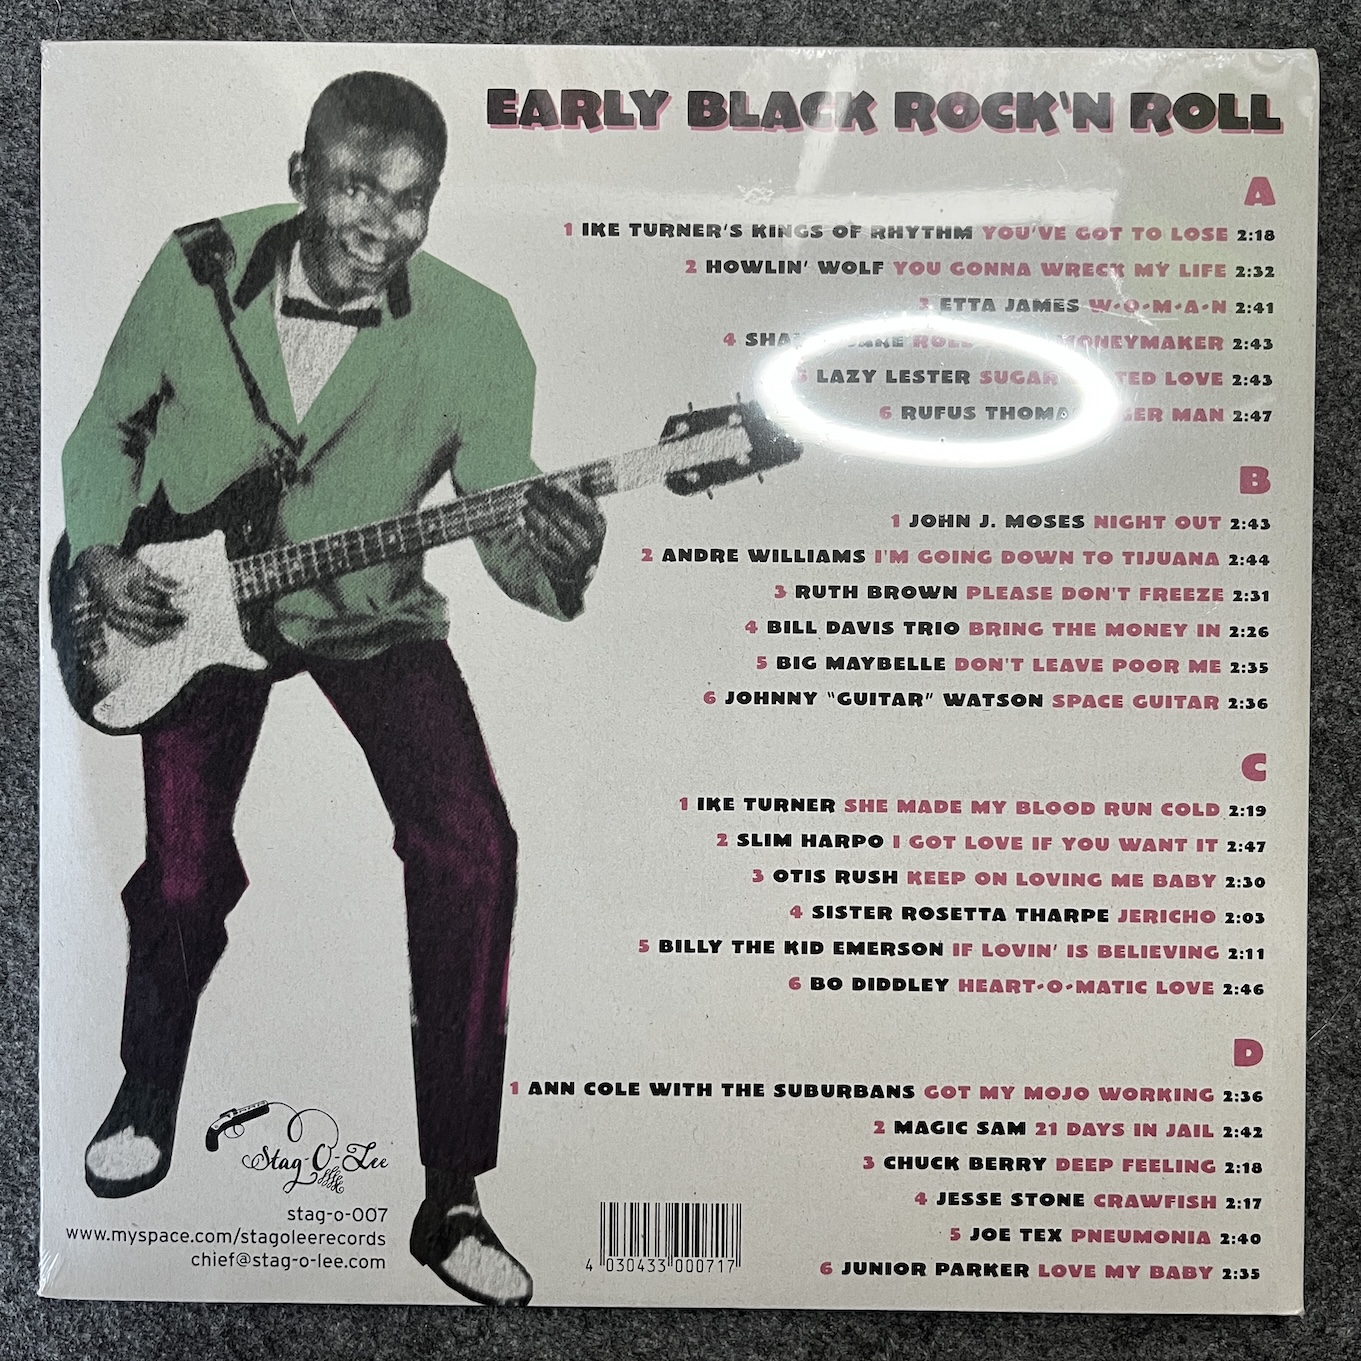 EARLY BLACK ROCK'N ROLL
A
1 IKE TURNER'S KINGS OF RHYTHM YOU'VE GOT TO LOSE 2:18
2 HOWLIN' WOLF YOU GONNA WRECK MY LIFE 2:32
3 ETTA JAMES W-O-M-A-N 2:41
4 MONEYMAKER 2:43
5 LAZY LESTER SUGAR LOVE 2:43
6 RUFUS THOMAS MAN 2:47
B
1 JOHN J. MOSES NIGHT OUT 2:43
2 ANDRE WILLIAMS I'M GOING DOWN TO TIJUANA 2:44
3 RUTH BROWN PLEASE DON'T FREEZE 2:31
4 BILL DAVIS TRIO BRING THE MONEY IN 2:26
5 BIG MAYBELLE DON'T LEAVE POOR ME 2:35
6 JOHNNY "GUITAR" WATSON SPACE GUITAR 2:36
C
1 IKE TURNER SHE MADE MY BLOOD RUN COLD 2:19
2 SLIM HARPO I GOT LOVE IF YOU WANT IT 2:47
3 OTIS RUSH KEEP ON LOVING ME BABY 2:30
4 SISTER ROSETTA THARPE JERICHO 2:03
5 BILLY THE KID EMERSON IF LOVIN' IS BELIEVING 2:11
6 BO DIDDLEY HEART-O-MATIC LOVE 2:46
D
1 ANN COLE WITH THE SUBURBANS GOT MY MOJO WORKING 2:36
2 MAGIC SAM 21 DAYS IN JAIL 2:42
3 CHUCK BERRY DEEP FEELING 2:18
4 JESSE STONE CRAWFISH 2:17
5 JOE TEX PNEUMONIA 2:40
6 JUNIOR PARKER LOVE MY BABY 2:35
Stag-O-Lee
stag-o-007
www.myspace.com/stagoleerecords
chief@stag-o-lee.com
4 030433 000717